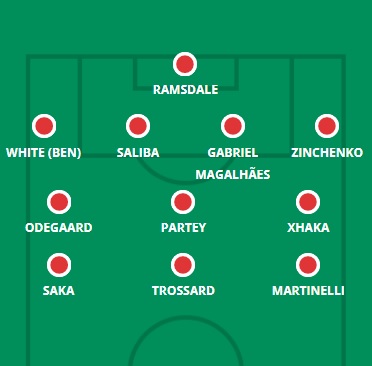 RAMSDALE
WHITE (BEN) SALIBA GABRIEL ZINCHENKO
MAGALHÃES
ODEGAARD PARTEY XHAKA
SAKA TROSSARD MARTINELLI